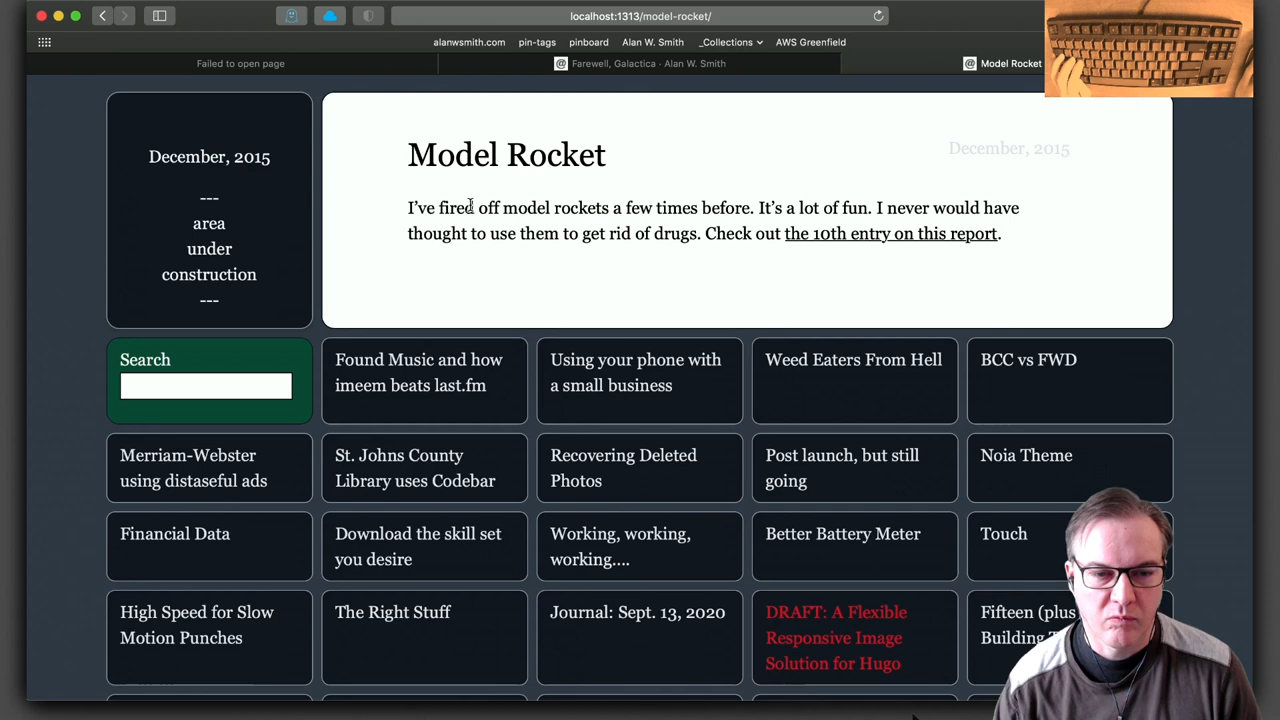 localhost:1313/model-rocket/
alanwsmith.com pin-tags pinboard Alan W. Smith _Collections AWS Greenfield
Failed to open page
Farewell, Galactica · Alan W. Smith
Model Rocket
December, 2015
---
area
under
construction
---
Model Rocket
December, 2015
I've fired off model rockets a few times before. It's a lot of fun. I never would have
thought to use them to get rid of drugs. Check out the 10th entry on this report.
Search
Found Music and how
imeem beats last.fm
Using your phone with
a small business
Weed Eaters From Hell
BCC vs FWD
Merriam-Webster
using distaseful ads
St. Johns County
Library uses Codebar
Recovering Deleted
Photos
Post launch, but still
going
Noia Theme
Financial Data
Download the skill set
you desire
Working, working,
working....
Better Battery Meter
Touch
High Speed for Slow
Motion Punches
The Right Stuff
Journal: Sept. 13, 2020
DRAFT: A Flexible
Responsive Image
Solution for Hugo
Fifteen (plus
Building